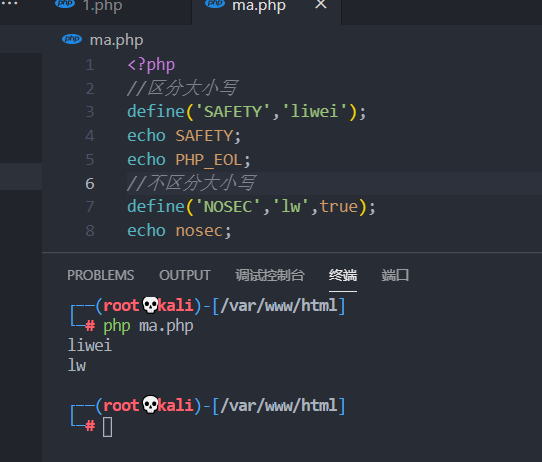 ··· php 1.php php ma.php ×
php ma.php
1 <?php
2 //区分大小写
3 define('SAFETY','liwei');
4 echo SAFETY;
5 echo PHP_EOL;
6 //不区分大小写
7 define('NOSEC','lw',true);
8 echo nosec;
PROBLEMS OUTPUT 调试控制台 终端 端口
┌──(root💀kali)-[/var/www/html]
└─# php ma.php
liwei
lw
┌──(root💀kali)-[/var/www/html]
└─#